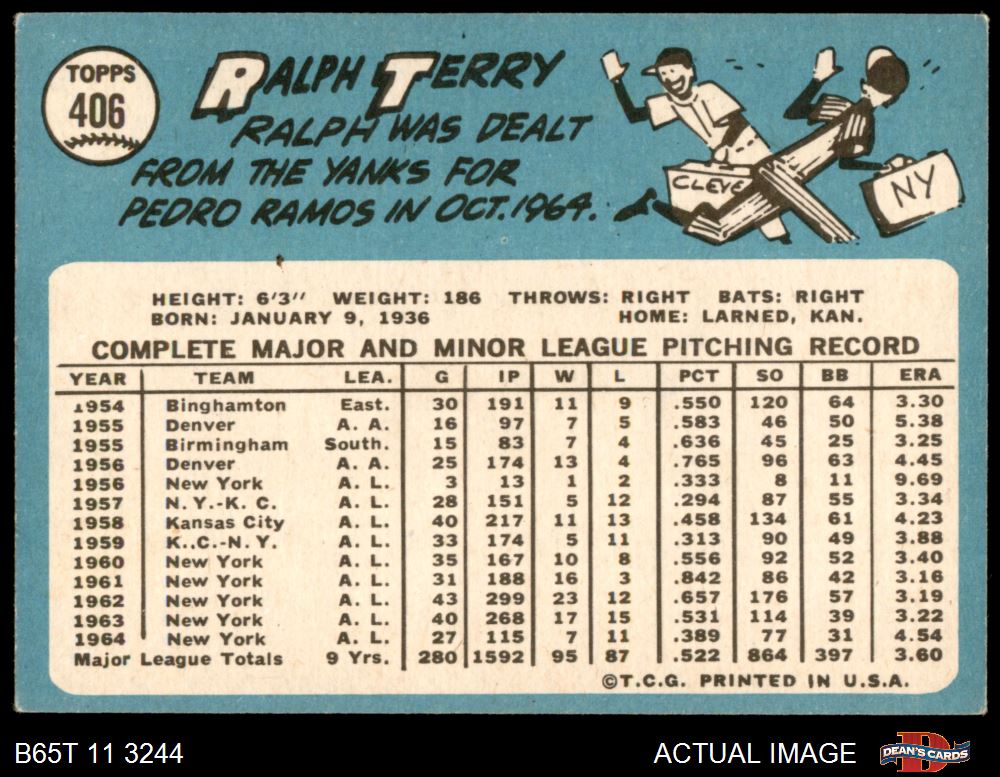 TOPPS
406
RALPH TERRY
RALPH WAS DEALT
FROM THE YANKS FOR
PEDRO RAMOS IN OCT. 1964.
CLEVE
NY
HEIGHT: 6'3" WEIGHT: 186 THROWS: RIGHT BATS: RIGHT
BORN: JANUARY 9, 1936 HOME: LARNED, KAN.
COMPLETE MAJOR AND MINOR LEAGUE PITCHING RECORD
YEAR TEAM LEA. G IP W L PCT SO BB ERA
1954 Binghamton East. 30 191 11 9 .550 120 64 3.30
1955 Denver A. A. 16 97 7 5 .583 46 50 5.38
1955 Birmingham South. 15 83 7 4 .636 45 25 3.25
1956 Denver A. A. 25 174 13 4 .765 96 63 4.45
1956 New York A. L. 3 13 1 2 .333 8 11 9.69
1957 N. Y.-K. C. A. L. 28 151 5 12 .294 87 55 3.34
1958 Kansas City A. L. 40 217 11 13 .458 134 61 4.23
1959 K..C.-N. Y. A. L. 33 174 5 11 .313 90 49 3.88
1960 New York A. L. 35 167 10 8 .556 92 52 3.40
1961 New York A. L. 31 188 16 3 .842 86 42 3.16
1962 New York A. L. 43 299 23 12 .657 176 57 3.19
1963 New York A. L. 40 268 17 15 .531 114 39 3.22
1964 New York A. L. 27 115 7 11 .389 77 31 4.54
Major League Totals 9 Yrs. 280 1592 95 87 .522 864 397 3.60
©T.C.G. PRINTED IN U.S.A.
B65T 11 3244 ACTUAL IMAGE DEAN'S CARDS